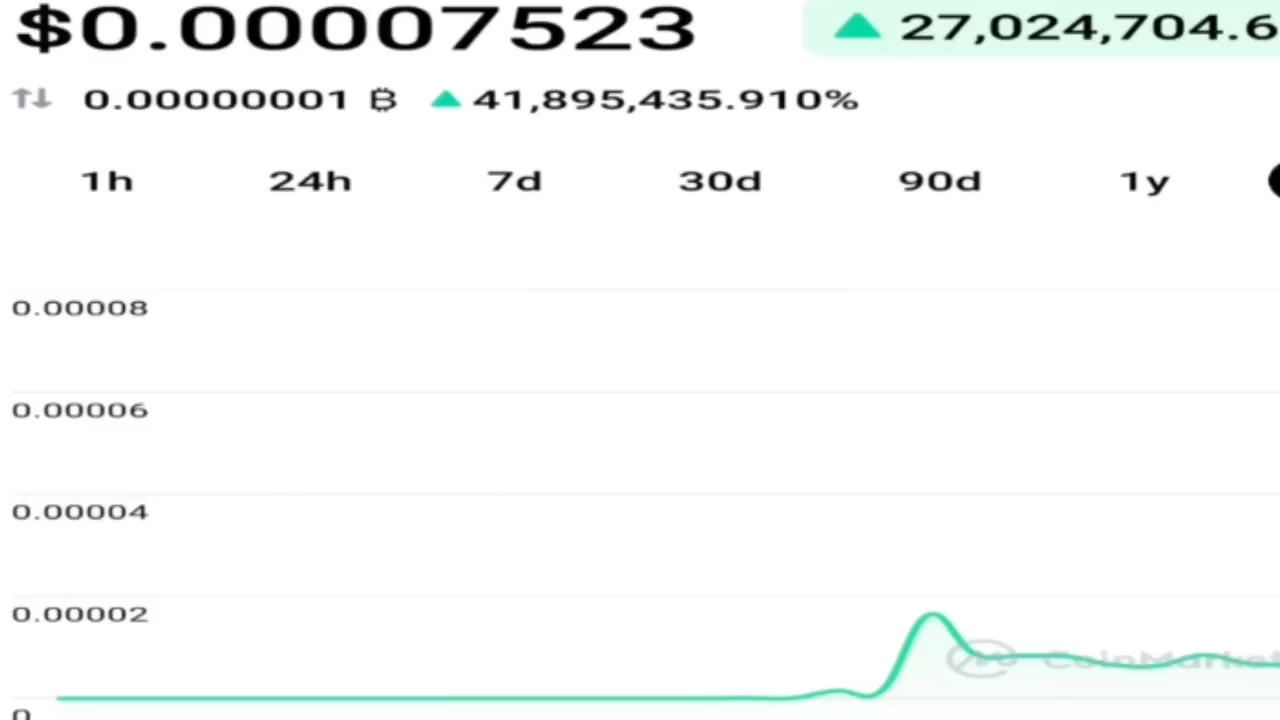 $0.00007523 ▲ 27,024,704.6
↑↓ 0.00000001 ₿ ▲ 41,895,435.910%
1h 24h 7d 30d 90d 1y
0.00008
0.00006
0.00004
0.00002
CoinMarket
0